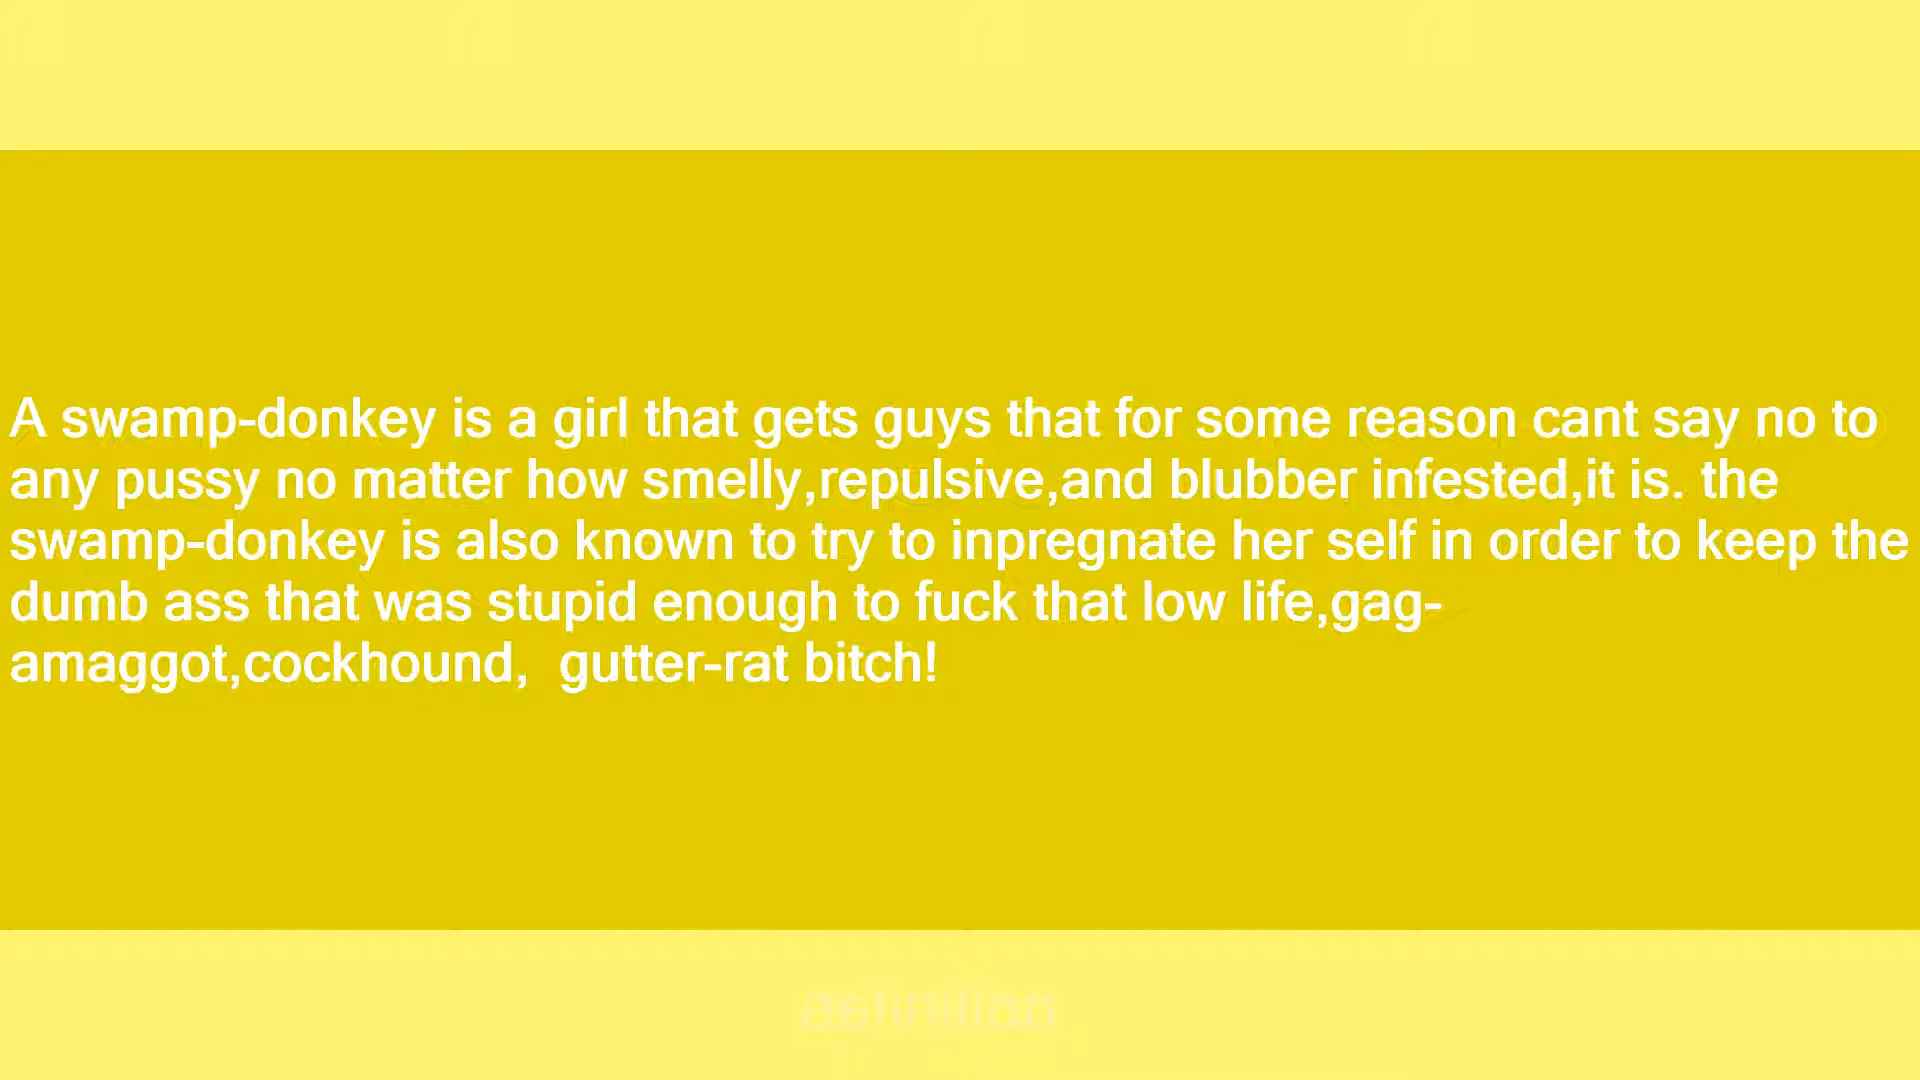 A swamp-donkey is a girl that gets guys that for some reason cant say no to
any pussy no matter how smelly,repulsive,and blubber infested,it is. the
swamp-donkey is also known to try to inpregnate her self in order to keep the
dumb ass that was stupid enough to fuck that low life,gag-
amaggot,cockhound,  gutter-rat bitch!
definition